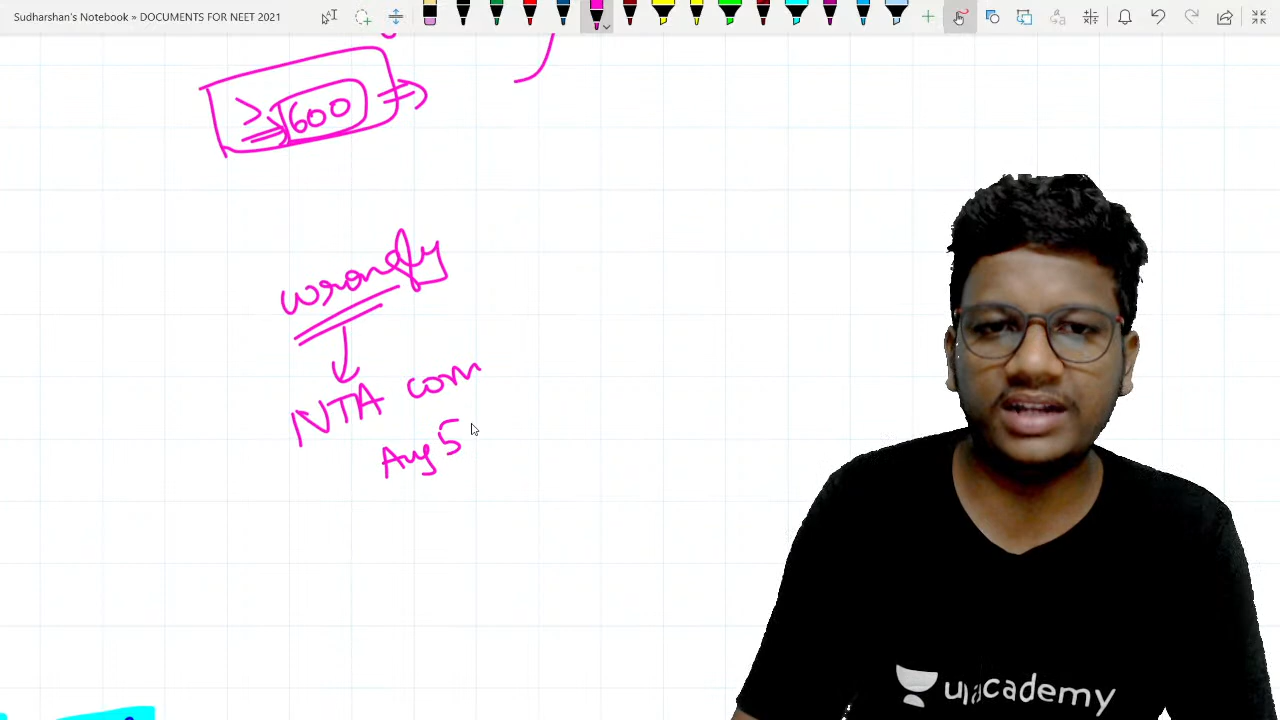 Sudharshan's Notebook » DOCUMENTS FOR NEET 2021
≥ 600
wrongly
NTA com
Aug 5
unacademy